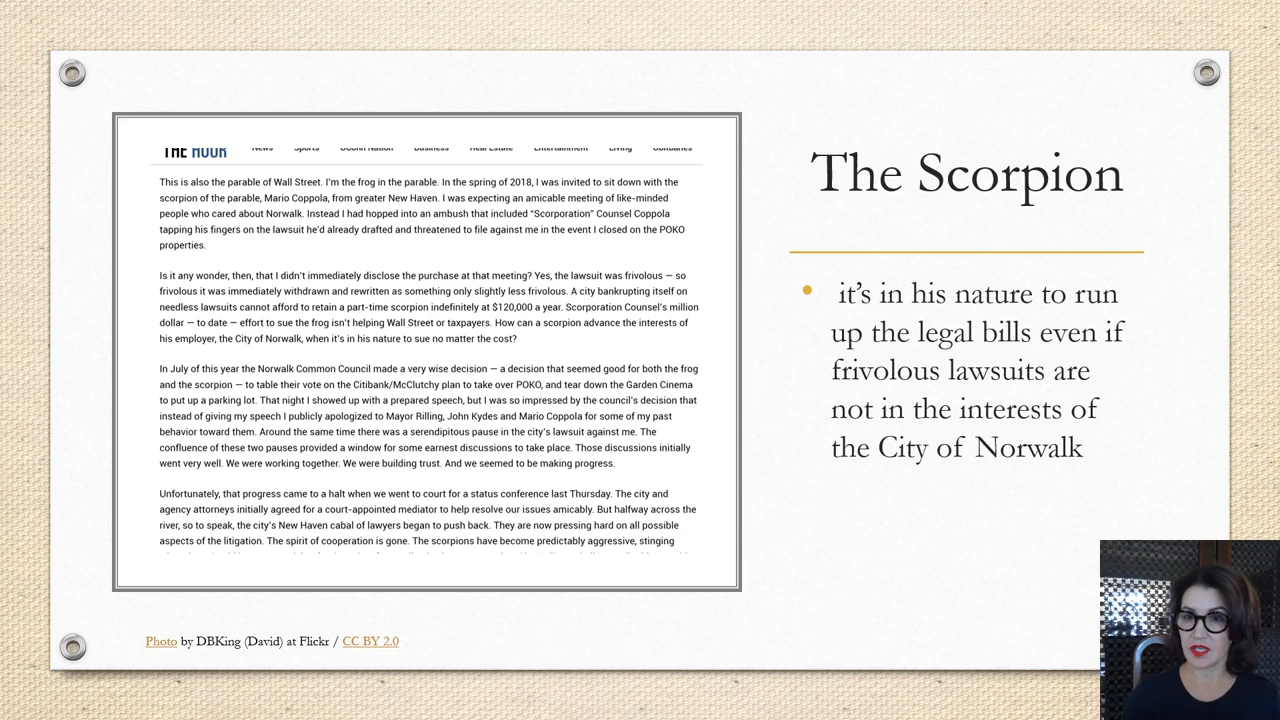 THE HOUR News Sports UConn Nation Business Real Estate Entertainment Living Obituaries
This is also the parable of Wall Street. I'm the frog in the parable. In the spring of 2018, I was invited to sit down with the
scorpion of the parable, Mario Coppola, from greater New Haven. I was expecting an amicable meeting of like-minded
people who cared about Norwalk. Instead I had hopped into an ambush that included “Scorporation” Counsel Coppola
tapping his fingers on the lawsuit he'd already drafted and threatened to file against me in the event I closed on the POKO
properties.
Is it any wonder, then, that I didn't immediately disclose the purchase at that meeting? Yes, the lawsuit was frivolous — so
frivolous it was immediately withdrawn and rewritten as something only slightly less frivolous. A city bankrupting itself on
needless lawsuits cannot afford to retain a part-time scorpion indefinitely at $120,000 a year. Scorporation Counsel's million
dollar — to date — effort to sue the frog isn't helping Wall Street or taxpayers. How can a scorpion advance the interests of
his employer, the City of Norwalk, when it's in his nature to sue no matter the cost?
In July of this year the Norwalk Common Council made a very wise decision — a decision that seemed good for both the frog
and the scorpion — to table their vote on the Citibank/McClutchy plan to take over POKO, and tear down the Garden Cinema
to put up a parking lot. That night I showed up with a prepared speech, but I was so impressed by the council's decision that
instead of giving my speech I publicly apologized to Mayor Rilling, John Kydes and Mario Coppola for some of my past
behavior toward them. Around the same time there was a serendipitous pause in the city's lawsuit against me. The
confluence of these two pauses provided a window for some earnest discussions to take place. Those discussions initially
went very well. We were working together. We were building trust. And we seemed to be making progress.
Unfortunately, that progress came to a halt when we went to court for a status conference last Thursday. The city and
agency attorneys initially agreed for a court-appointed mediator to help resolve our issues amicably. But halfway across the
river, so to speak, the city's New Haven cabal of lawyers began to push back. They are now pressing hard on all possible
aspects of the litigation. The spirit of cooperation is gone. The scorpions have become predictably aggressive, stinging
The Scorpion
• it's in his nature to run
up the legal bills even if
frivolous lawsuits are
not in the interests of
the City of Norwalk
Photo by DBKing (David) at Flickr / CC BY 2.0